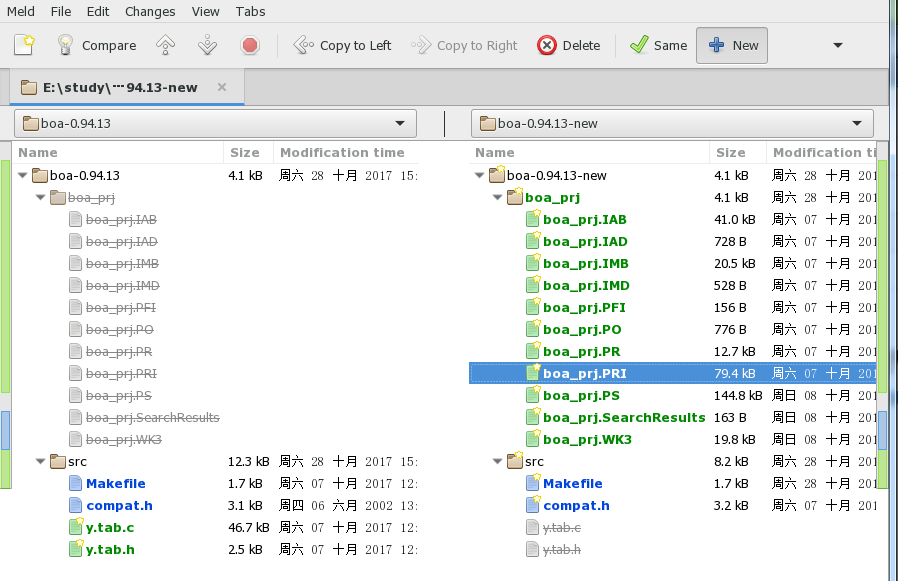 Meld File Edit Changes View Tabs
Compare Copy to Left Copy to Right Delete Same New
E:\study\⋯94.13-new
boa-0.94.13 boa-0.94.13-new
Name Size Modification time Name Size Modification ti
boa-0.94.13 4.1 kB 周六 28 十月 2017 15: boa-0.94.13-new 4.1 kB 周六 28 十月 201
boa_prj boa_prj 4.1 kB 周六 28 十月 201
boa_prj.IAB boa_prj.IAB 41.0 kB 周六 07 十月 201
boa_prj.IAD boa_prj.IAD 728 B 周六 07 十月 201
boa_prj.IMB boa_prj.IMB 20.5 kB 周六 07 十月 201
boa_prj.IMD boa_prj.IMD 528 B 周六 07 十月 201
boa_prj.PFI boa_prj.PFI 156 B 周六 07 十月 201
boa_prj.PO boa_prj.PO 776 B 周六 07 十月 201
boa_prj.PR boa_prj.PR 12.7 kB 周六 07 十月 201
boa_prj.PRI boa_prj.PRI 79.4 kB 周六 07 十月 201
boa_prj.PS boa_prj.PS 144.8 kB 周日 08 十月 201
boa_prj.SearchResults boa_prj.SearchResults 163 B 周日 08 十月 201
boa_prj.WK3 boa_prj.WK3 19.8 kB 周日 08 十月 201
src 12.3 kB 周六 28 十月 2017 15: src 8.2 kB 周六 28 十月 201
Makefile 1.7 kB 周六 07 十月 2017 12: Makefile 1.7 kB 周六 28 十月 201
compat.h 3.1 kB 周四 06 六月 2002 13: compat.h 3.2 kB 周六 07 十月 201
y.tab.c 46.7 kB 周六 07 十月 2017 12: y.tab.c
y.tab.h 2.5 kB 周六 07 十月 2017 12: y.tab.h